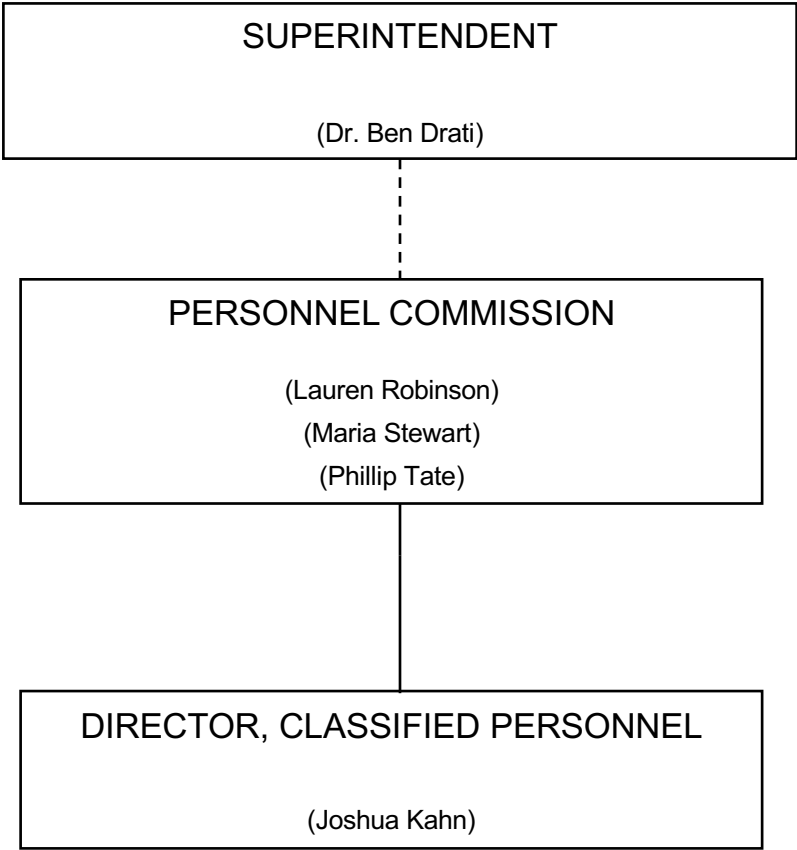 SUPERINTENDENT
(Dr. Ben Drati)
PERSONNEL COMMISSION
(Lauren Robinson)
(Maria Stewart)
(Phillip Tate)
DIRECTOR, CLASSIFIED PERSONNEL
(Joshua Kahn)